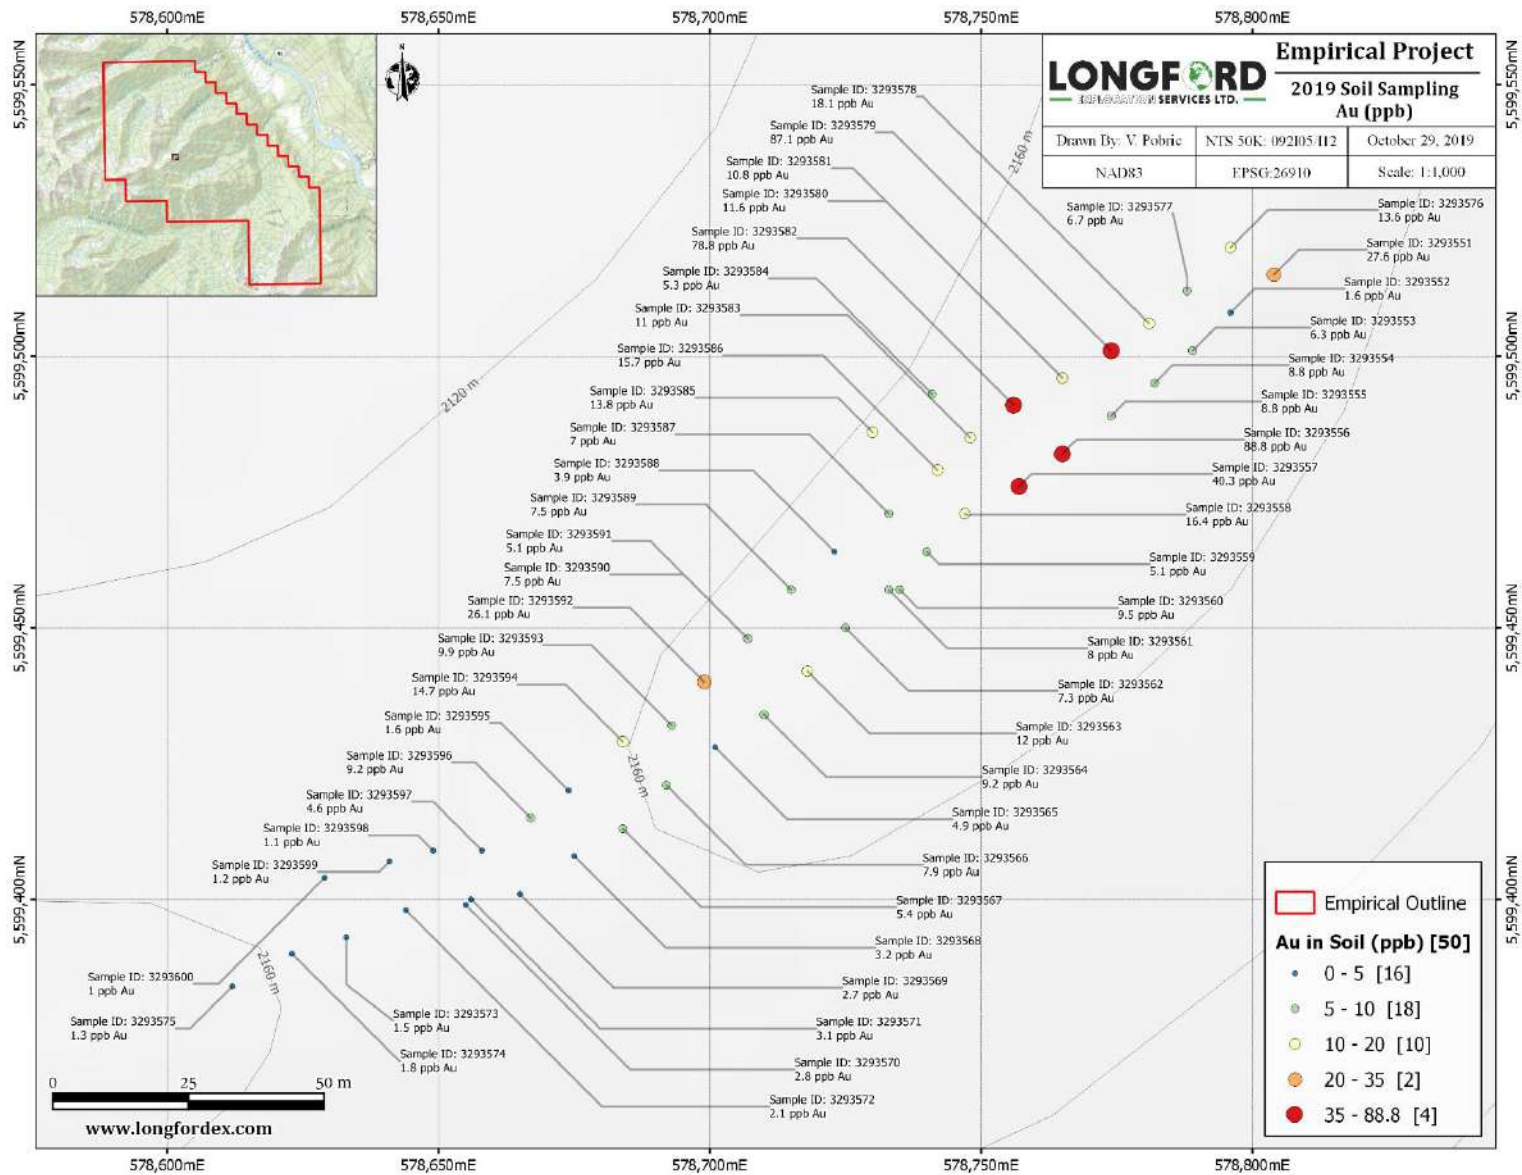 578,600mE
578,650mE
578,700mE
578,750mE
578,800mE
5,599,550mN
5,599,500mN
5,599,450mN
5,599,400mN
5,599,550mN
5,599,500mN
5,599,450mN
5,599,400mN
N
LONGFORD
EXPLORATION SERVICES LTD.
Empirical Project
2019 Soil Sampling
Au (ppb)
Drawn By: V. Pobric
NTS 50K: 092I05/I12
October 29, 2019
NAD83
EPSG:26910
Scale: 1:1,000
Sample ID: 3293578
18.1 ppb Au
Sample ID: 3293579
87.1 ppb Au
Sample ID: 3293581
10.8 ppb Au
Sample ID: 3293580
11.6 ppb Au
Sample ID: 3293582
78.8 ppb Au
Sample ID: 3293584
5.3 ppb Au
Sample ID: 3293583
11 ppb Au
Sample ID: 3293586
15.7 ppb Au
Sample ID: 3293585
13.8 ppb Au
Sample ID: 3293587
7 ppb Au
Sample ID: 3293588
3.9 ppb Au
Sample ID: 3293589
7.5 ppb Au
Sample ID: 3293591
5.1 ppb Au
Sample ID: 3293590
7.5 ppb Au
Sample ID: 3293592
26.1 ppb Au
Sample ID: 3293593
9.9 ppb Au
Sample ID: 3293594
14.7 ppb Au
Sample ID: 3293595
1.6 ppb Au
Sample ID: 3293596
9.2 ppb Au
Sample ID: 3293597
4.6 ppb Au
Sample ID: 3293598
1.1 ppb Au
Sample ID: 3293599
1.2 ppb Au
Sample ID: 3293600
1 ppb Au
Sample ID: 3293575
1.3 ppb Au
Sample ID: 3293577
6.7 ppb Au
Sample ID: 3293576
13.6 ppb Au
Sample ID: 3293551
27.6 ppb Au
Sample ID: 3293552
1.6 ppb Au
Sample ID: 3293553
6.3 ppb Au
Sample ID: 3293554
8.8 ppb Au
Sample ID: 3293555
8.8 ppb Au
Sample ID: 3293556
88.8 ppb Au
Sample ID: 3293557
40.3 ppb Au
Sample ID: 3293558
16.4 ppb Au
Sample ID: 3293559
5.1 ppb Au
Sample ID: 3293560
9.5 ppb Au
Sample ID: 3293561
8 ppb Au
Sample ID: 3293562
7.3 ppb Au
Sample ID: 3293563
12 ppb Au
Sample ID: 3293564
9.2 ppb Au
Sample ID: 3293565
4.9 ppb Au
Sample ID: 3293566
7.9 ppb Au
Sample ID: 3293567
5.4 ppb Au
Sample ID: 3293568
3.2 ppb Au
Sample ID: 3293569
2.7 ppb Au
Sample ID: 3293571
3.1 ppb Au
Sample ID: 3293570
2.8 ppb Au
Sample ID: 3293572
2.1 ppb Au
Sample ID: 3293573
1.5 ppb Au
Sample ID: 3293574
1.8 ppb Au
2160 m
2120 m
2160 m
2160 m
Empirical Outline
Au in Soil (ppb) [50]
0 - 5 [16]
5 - 10 [18]
10 - 20 [10]
20 - 35 [2]
35 - 88.8 [4]
0 25 50 m
www.longfordex.com
578,600mE
578,650mE
578,700mE
578,750mE
578,800mE